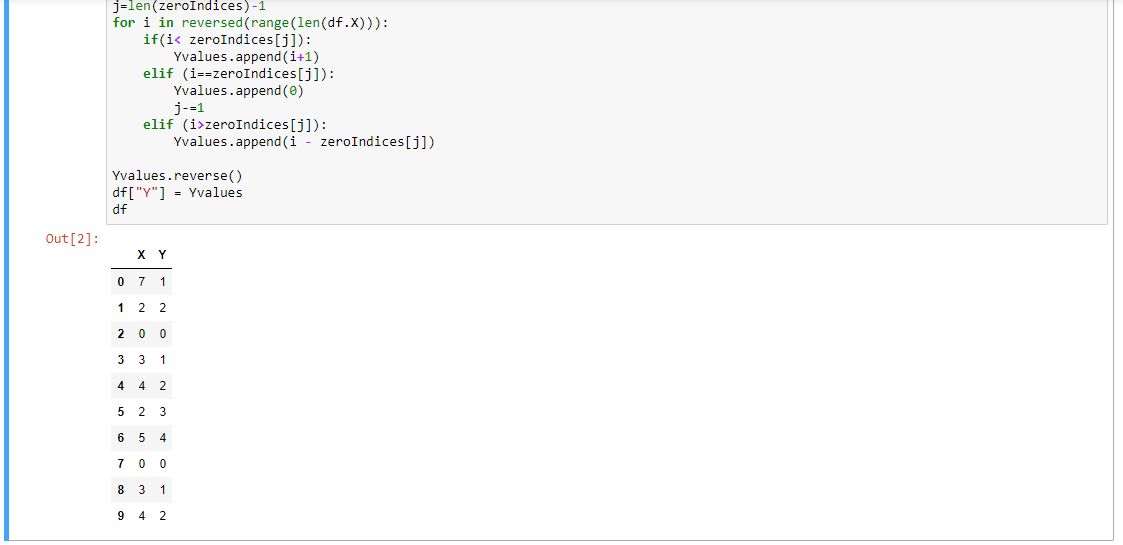 j=len(zeroIndices)-1
for i in reversed(range(len(df.X))):
    if(i< zeroIndices[j]):
        Yvalues.append(i+1)
    elif (i==zeroIndices[j]):
        Yvalues.append(0)
        j-=1
    elif (i>zeroIndices[j]):
        Yvalues.append(i - zeroIndices[j])
Yvalues.reverse()
df["Y"] = Yvalues
df
Out[2]:
X Y
0 7 1
1 2 2
2 0 0
3 3 1
4 4 2
5 2 3
6 5 4
7 0 0
8 3 1
9 4 2